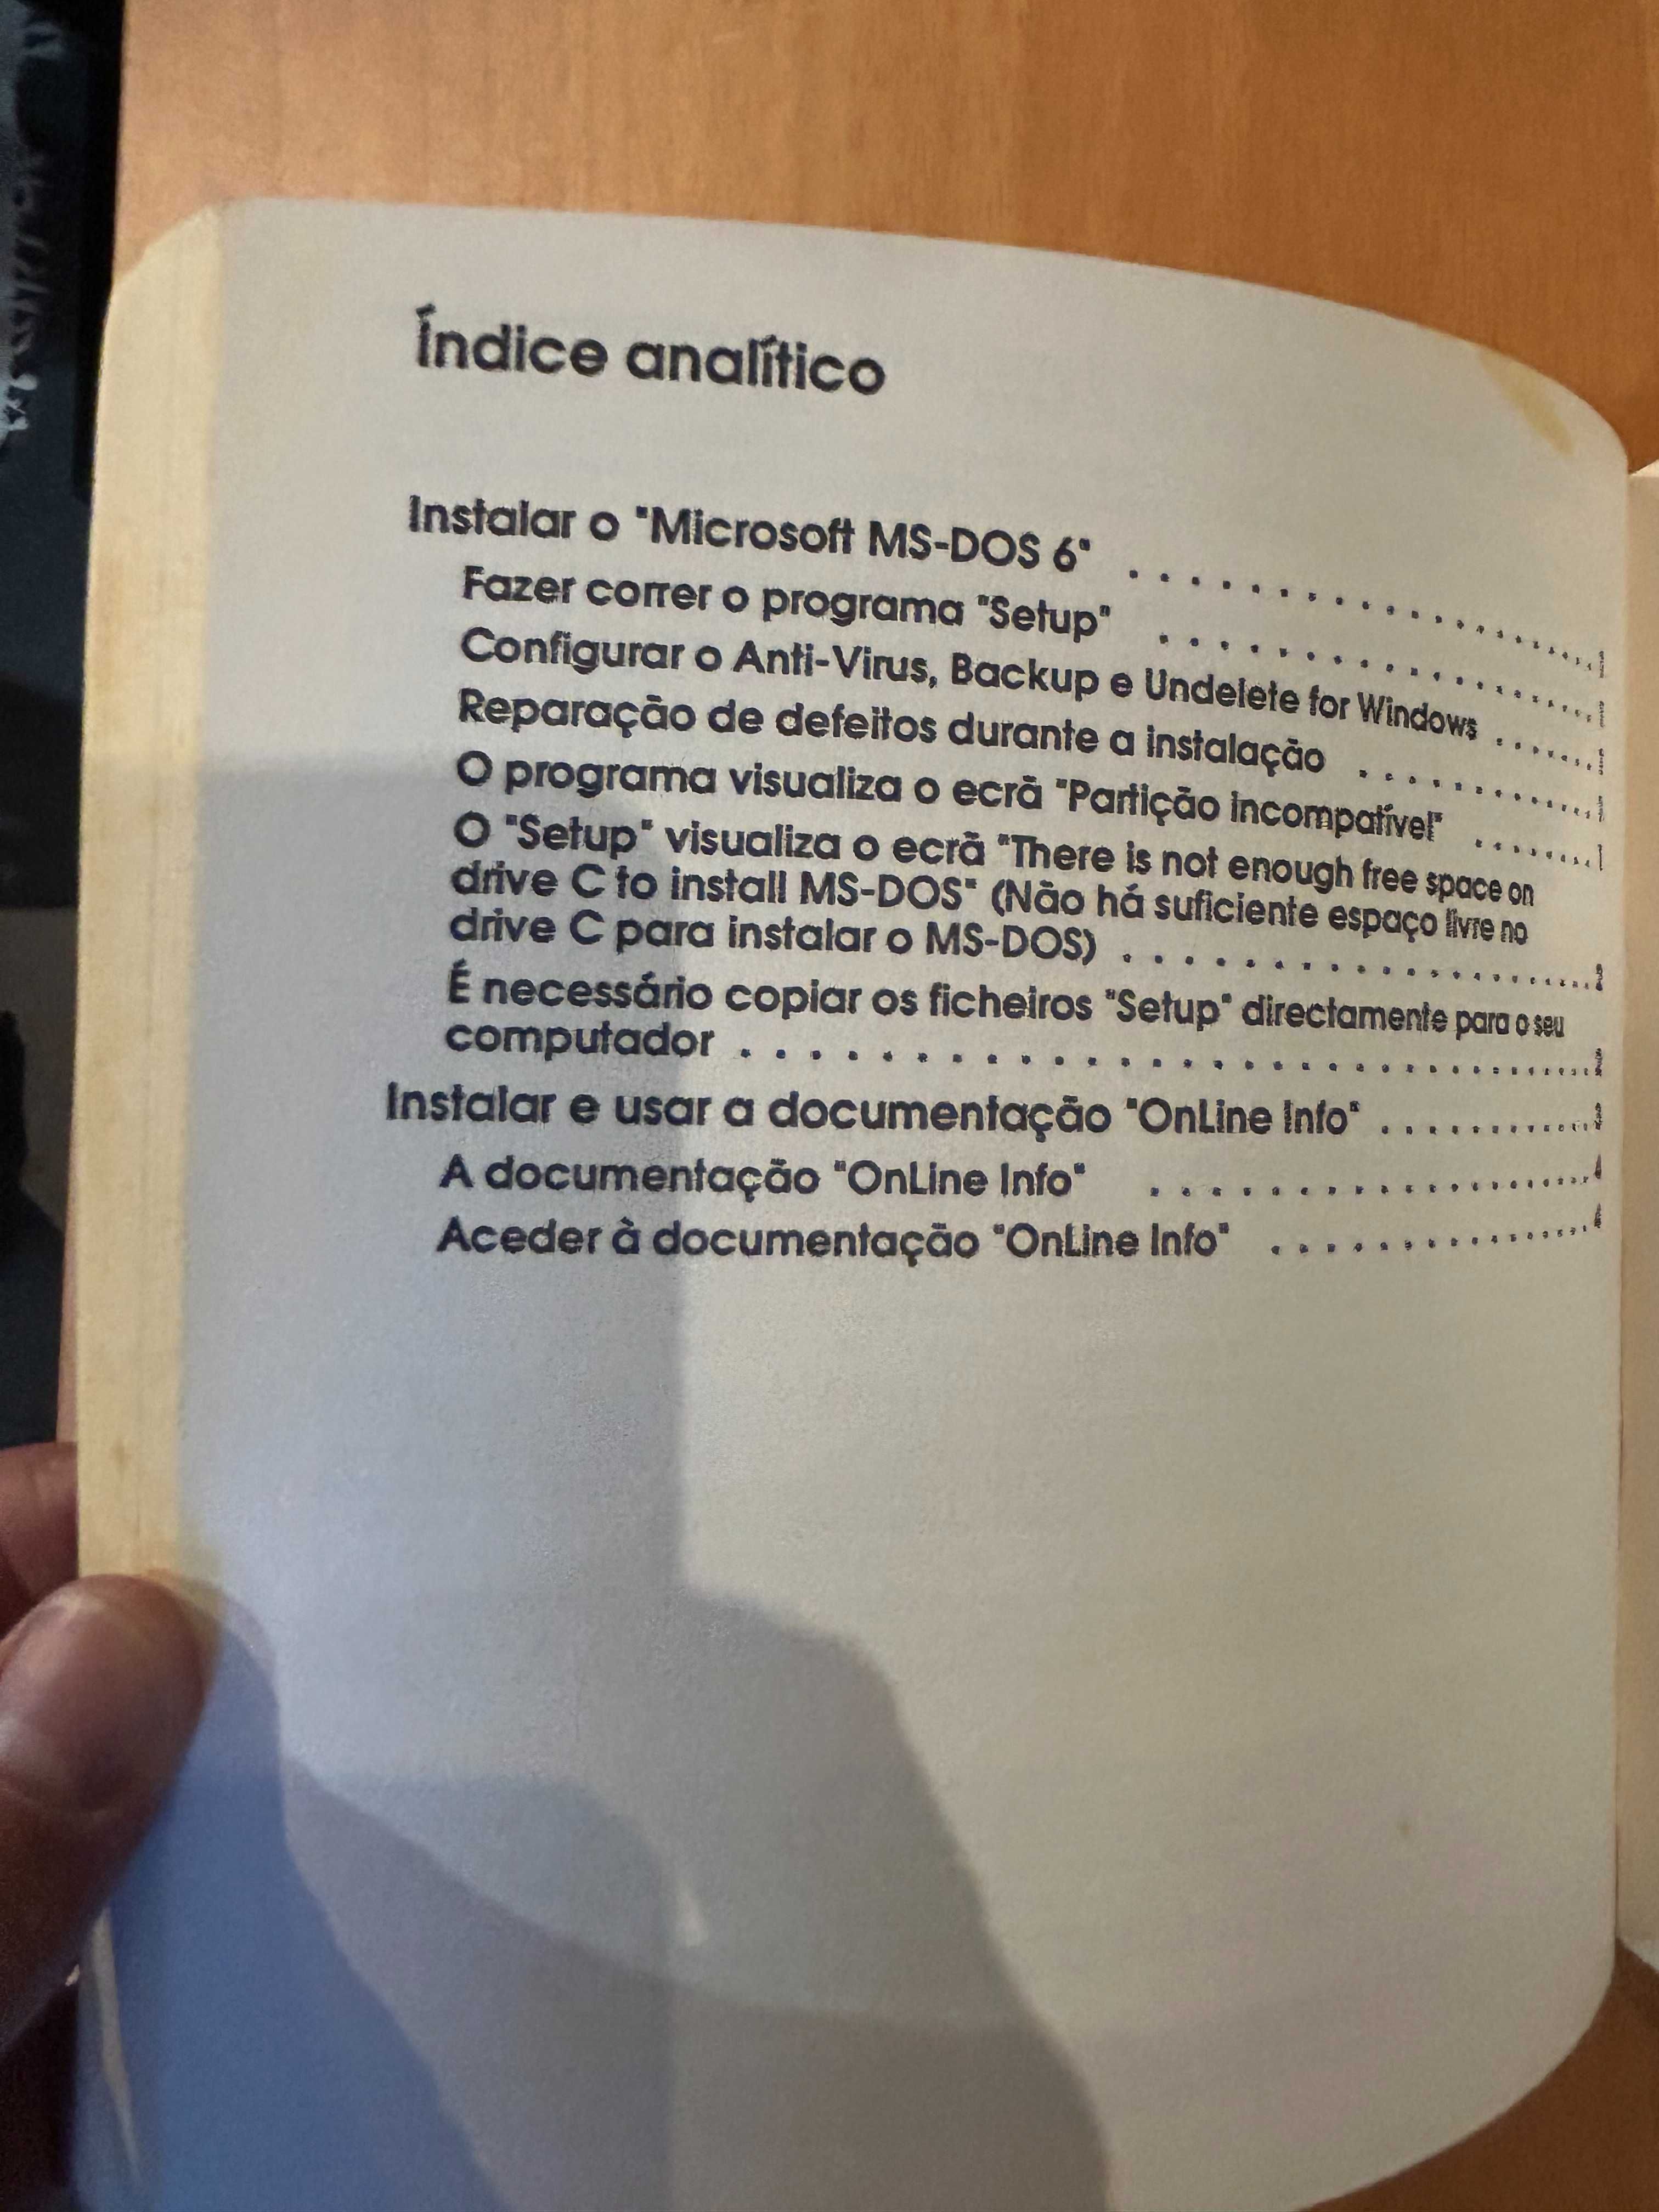 Índice analítico
Instalar o "Microsoft MS-DOS 6" . . . . . . . . . . . . . . . . . . . .
Fazer correr o programa "Setup" . . . . . . . . . . . . . . . . . . . .
Configurar o Anti-Virus, Backup e Undelete for Windows . . . . . . . .
Reparação de defeitos durante a instalação . . . . . . . . . . . . . .
O programa visualiza o ecrã "Partição incompatível" . . . . . . . . . .
O "Setup" visualiza o ecrã "There is not enough free space on
drive C to install MS-DOS" (Não há suficiente espaço livre no
drive C para instalar o MS-DOS) . . . . . . . . . . . . . . . . . . . .
É necessário copiar os ficheiros "Setup" directamente para o seu
computador . . . . . . . . . . . . . . . . . . . . . . . . . . . . . .
Instalar e usar a documentação "OnLine Info" . . . . . . . . . . . . .
A documentação "OnLine Info" . . . . . . . . . . . . . . . . . . . . .
Aceder à documentação "OnLine Info" . . . . . . . . . . . . . . . . . .